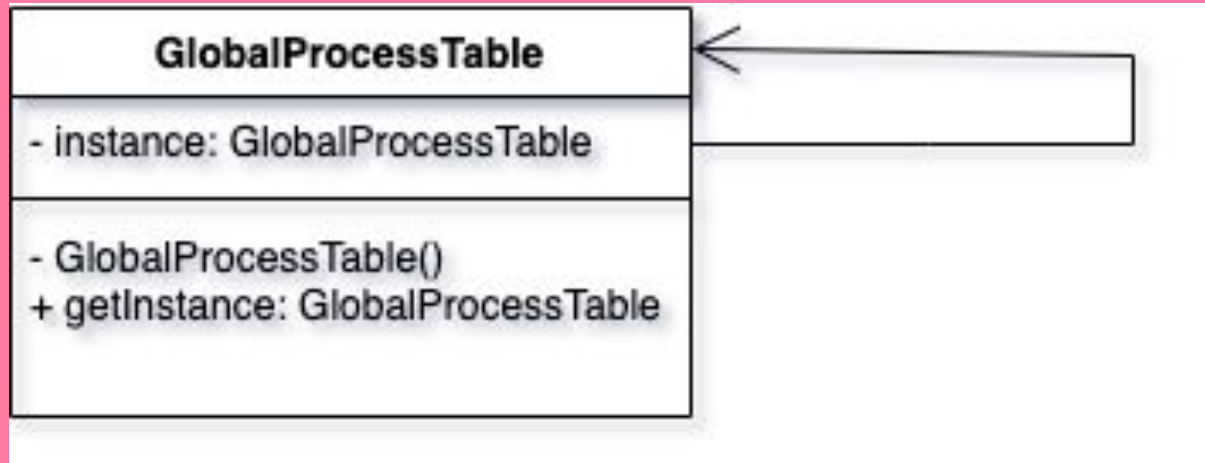 GlobalProcessTable
- instance: GlobalProcessTable
- GlobalProcessTable()
+ getInstance: GlobalProcessTable